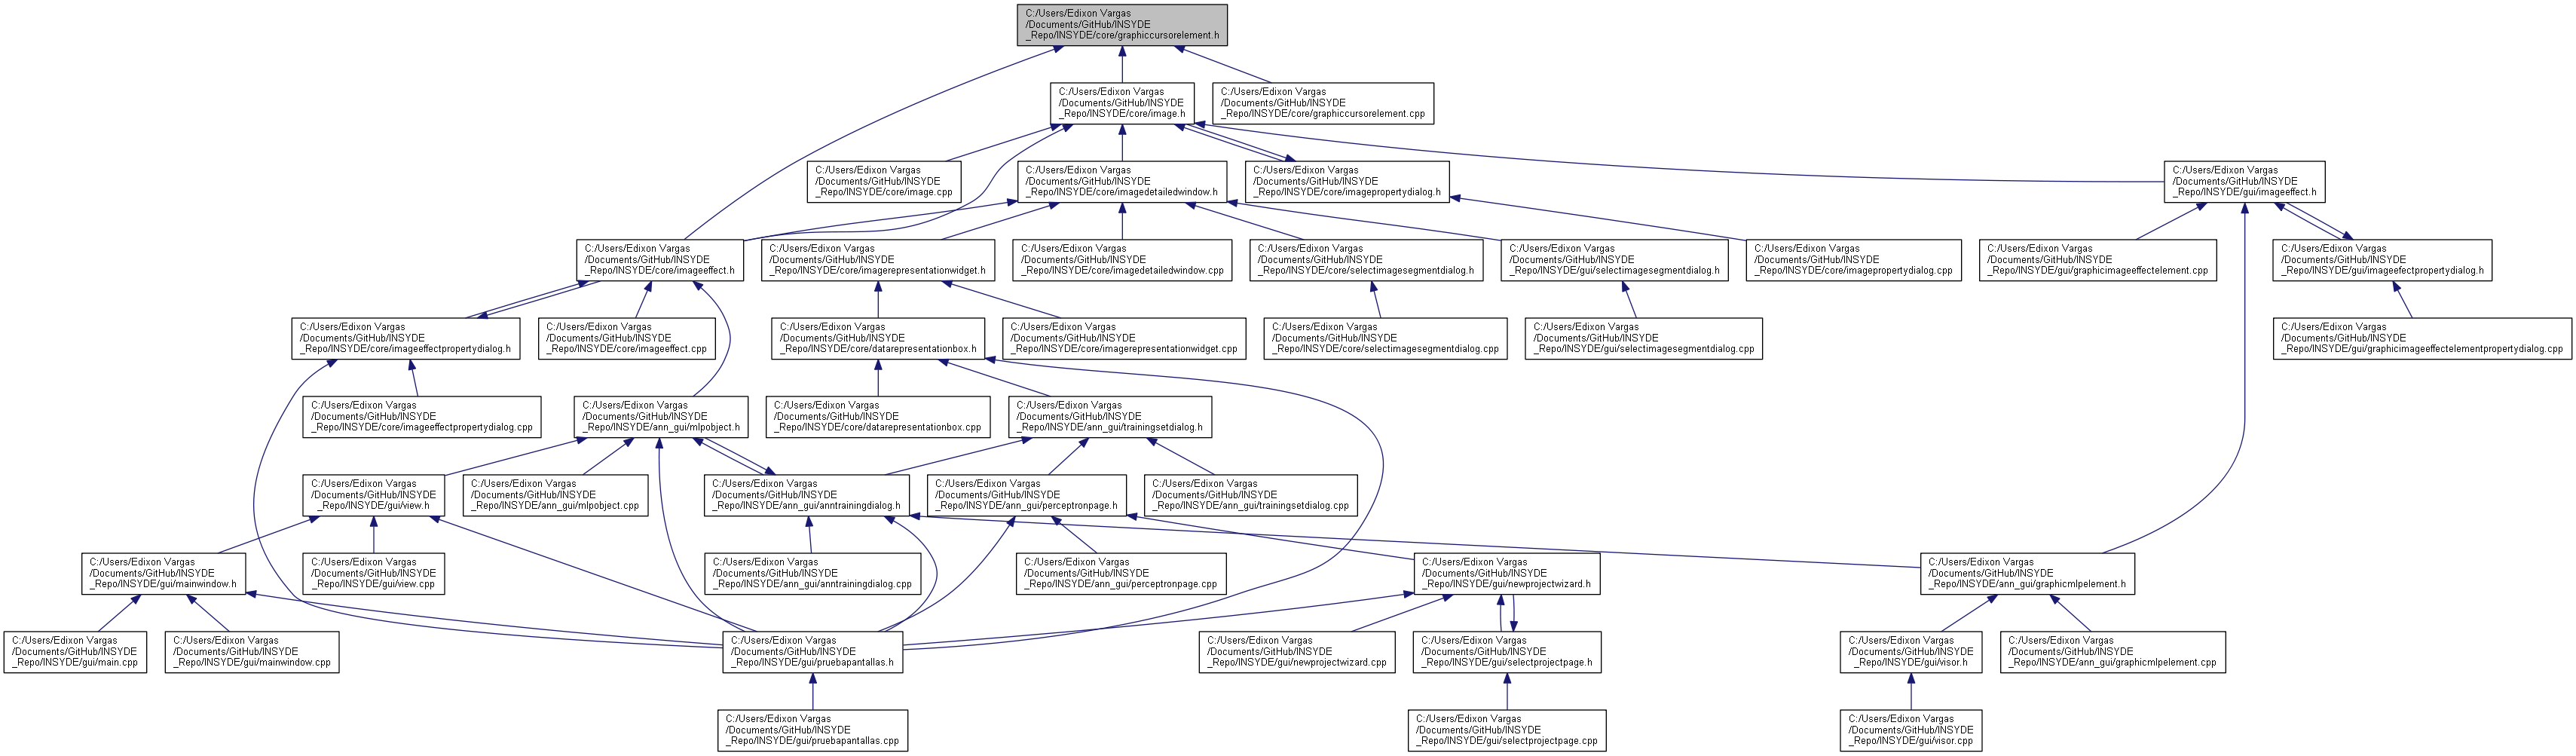 C:/Users/Edixon Vargas
/Documents/GitHub/INSYDE
_Repo/INSYDE/core/graphiccursorelement.h
C:/Users/Edixon Vargas
/Documents/GitHub/INSYDE
_Repo/INSYDE/core/image.h
C:/Users/Edixon Vargas
/Documents/GitHub/INSYDE
_Repo/INSYDE/core/graphiccursorelement.cpp
C:/Users/Edixon Vargas
/Documents/GitHub/INSYDE
_Repo/INSYDE/core/image.cpp
C:/Users/Edixon Vargas
/Documents/GitHub/INSYDE
_Repo/INSYDE/core/imagedetailedwindow.h
C:/Users/Edixon Vargas
/Documents/GitHub/INSYDE
_Repo/INSYDE/core/imagepropertydialog.h
C:/Users/Edixon Vargas
/Documents/GitHub/INSYDE
_Repo/INSYDE/gui/imageeffect.h
C:/Users/Edixon Vargas
/Documents/GitHub/INSYDE
_Repo/INSYDE/core/imageeffect.h
C:/Users/Edixon Vargas
/Documents/GitHub/INSYDE
_Repo/INSYDE/core/imagerepresentationwidget.h
C:/Users/Edixon Vargas
/Documents/GitHub/INSYDE
_Repo/INSYDE/core/imagedetailedwindow.cpp
C:/Users/Edixon Vargas
/Documents/GitHub/INSYDE
_Repo/INSYDE/core/selectimagesegmentdialog.h
C:/Users/Edixon Vargas
/Documents/GitHub/INSYDE
_Repo/INSYDE/gui/selectimagesegmentdialog.h
C:/Users/Edixon Vargas
/Documents/GitHub/INSYDE
_Repo/INSYDE/core/imagepropertydialog.cpp
C:/Users/Edixon Vargas
/Documents/GitHub/INSYDE
_Repo/INSYDE/gui/graphicimageeffectelement.cpp
C:/Users/Edixon Vargas
/Documents/GitHub/INSYDE
_Repo/INSYDE/gui/imageefectpropertydialog.h
C:/Users/Edixon Vargas
/Documents/GitHub/INSYDE
_Repo/INSYDE/core/imageeffectpropertydialog.h
C:/Users/Edixon Vargas
/Documents/GitHub/INSYDE
_Repo/INSYDE/core/imageeffect.cpp
C:/Users/Edixon Vargas
/Documents/GitHub/INSYDE
_Repo/INSYDE/core/datarepresentationbox.h
C:/Users/Edixon Vargas
/Documents/GitHub/INSYDE
_Repo/INSYDE/core/imagerepresentationwidget.cpp
C:/Users/Edixon Vargas
/Documents/GitHub/INSYDE
_Repo/INSYDE/core/selectimagesegmentdialog.cpp
C:/Users/Edixon Vargas
/Documents/GitHub/INSYDE
_Repo/INSYDE/gui/selectimagesegmentdialog.cpp
C:/Users/Edixon Vargas
/Documents/GitHub/INSYDE
_Repo/INSYDE/gui/graphicimageeffectelementpropertydialog.cpp
C:/Users/Edixon Vargas
/Documents/GitHub/INSYDE
_Repo/INSYDE/core/imageeffectpropertydialog.cpp
C:/Users/Edixon Vargas
/Documents/GitHub/INSYDE
_Repo/INSYDE/ann_gui/mlpobject.h
C:/Users/Edixon Vargas
/Documents/GitHub/INSYDE
_Repo/INSYDE/core/datarepresentationbox.cpp
C:/Users/Edixon Vargas
/Documents/GitHub/INSYDE
_Repo/INSYDE/ann_gui/trainingsetdialog.h
C:/Users/Edixon Vargas
/Documents/GitHub/INSYDE
_Repo/INSYDE/gui/view.h
C:/Users/Edixon Vargas
/Documents/GitHub/INSYDE
_Repo/INSYDE/ann_gui/mlpobject.cpp
C:/Users/Edixon Vargas
/Documents/GitHub/INSYDE
_Repo/INSYDE/ann_gui/anntrainingdialog.h
C:/Users/Edixon Vargas
/Documents/GitHub/INSYDE
_Repo/INSYDE/ann_gui/perceptronpage.h
C:/Users/Edixon Vargas
/Documents/GitHub/INSYDE
_Repo/INSYDE/ann_gui/trainingsetdialog.cpp
C:/Users/Edixon Vargas
/Documents/GitHub/INSYDE
_Repo/INSYDE/gui/mainwindow.h
C:/Users/Edixon Vargas
/Documents/GitHub/INSYDE
_Repo/INSYDE/gui/view.cpp
C:/Users/Edixon Vargas
/Documents/GitHub/INSYDE
_Repo/INSYDE/ann_gui/anntrainingdialog.cpp
C:/Users/Edixon Vargas
/Documents/GitHub/INSYDE
_Repo/INSYDE/ann_gui/perceptronpage.cpp
C:/Users/Edixon Vargas
/Documents/GitHub/INSYDE
_Repo/INSYDE/gui/newprojectwizard.h
C:/Users/Edixon Vargas
/Documents/GitHub/INSYDE
_Repo/INSYDE/ann_gui/graphicmlpelement.h
C:/Users/Edixon Vargas
/Documents/GitHub/INSYDE
_Repo/INSYDE/gui/main.cpp
C:/Users/Edixon Vargas
/Documents/GitHub/INSYDE
_Repo/INSYDE/gui/mainwindow.cpp
C:/Users/Edixon Vargas
/Documents/GitHub/INSYDE
_Repo/INSYDE/gui/pruebapantallas.h
C:/Users/Edixon Vargas
/Documents/GitHub/INSYDE
_Repo/INSYDE/gui/newprojectwizard.cpp
C:/Users/Edixon Vargas
/Documents/GitHub/INSYDE
_Repo/INSYDE/gui/selectprojectpage.h
C:/Users/Edixon Vargas
/Documents/GitHub/INSYDE
_Repo/INSYDE/gui/visor.h
C:/Users/Edixon Vargas
/Documents/GitHub/INSYDE
_Repo/INSYDE/ann_gui/graphicmlpelement.cpp
C:/Users/Edixon Vargas
/Documents/GitHub/INSYDE
_Repo/INSYDE/gui/pruebapantallas.cpp
C:/Users/Edixon Vargas
/Documents/GitHub/INSYDE
_Repo/INSYDE/gui/selectprojectpage.cpp
C:/Users/Edixon Vargas
/Documents/GitHub/INSYDE
_Repo/INSYDE/gui/visor.cpp